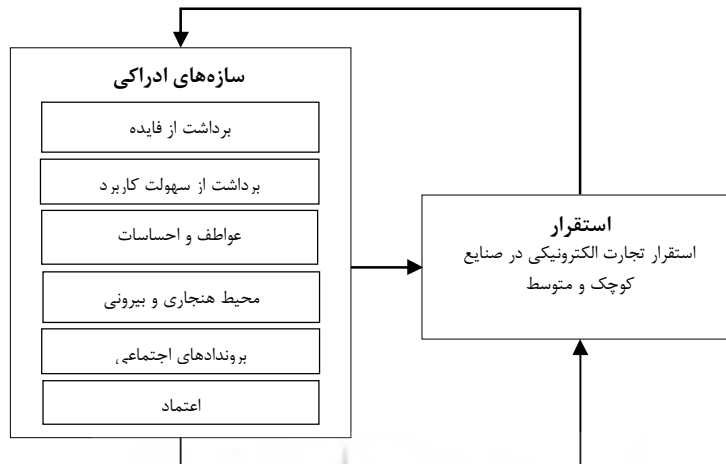 سازه‌های ادراکی
برداشت از فایده
برداشت از سهولت کاربرد
عواطف و احساسات
محیط هنجاری و بیرونی
بروندادهای اجتماعی
اعتماد
استقرار
استقرار تجارت الکترونیکی در صنایع
کوچک و متوسط